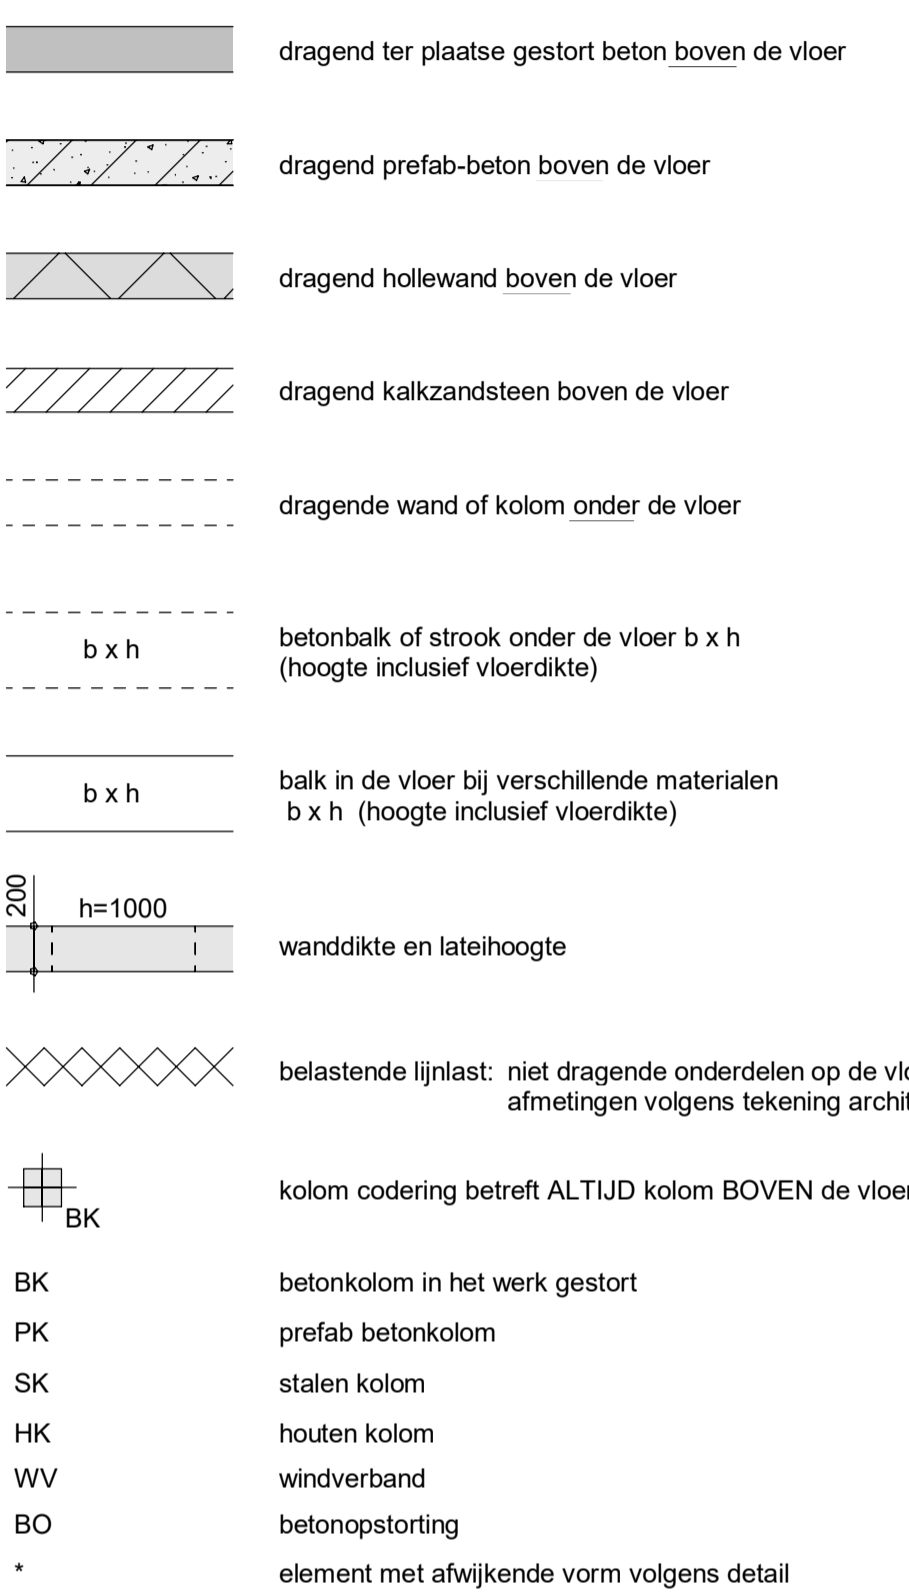 dragend ter plaatse gestort beton boven de vloer
dragend prefab-beton boven de vloer
dragend hollewand boven de vloer
dragend kalkzandsteen boven de vloer
dragende wand of kolom onder de vloer
b x h
betonbalk of strook onder de vloer b x h
(hoogte inclusief vloerdikte)
b x h
balk in de vloer bij verschillende materialen
b x h (hoogte inclusief vloerdikte)
200
h=1000
wanddikte en lateihoogte
belastende lijnlast: niet dragende onderdelen op de
afmetingen volgens tekening
kolom codering betreft ALTIJD kolom BOVEN de
BK
BK betonkolom in het werk gestort
PK prefab betonkolom
SK stalen kolom
HK houten kolom
WV windverband
BO betonopstorting
* element met afwijkende vorm volgens detail